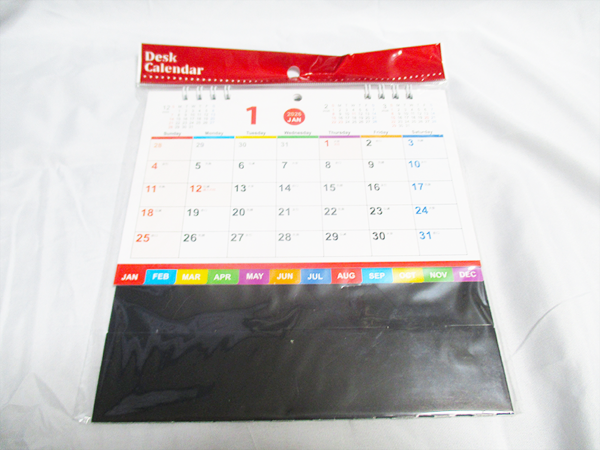 Desk
Calendar
1
2026
JAN
Sunday Monday Tuesday Wednesday Thursday Friday Saturday
28 29 30 31 1 2 3
4 5 6 7 8 9 10
11 12 13 14 15 16 17
18 19 20 21 22 23 24
25 26 27 28 29 30 31
JAN FEB MAR APR MAY JUN JUL AUG SEP OCT NOV DEC